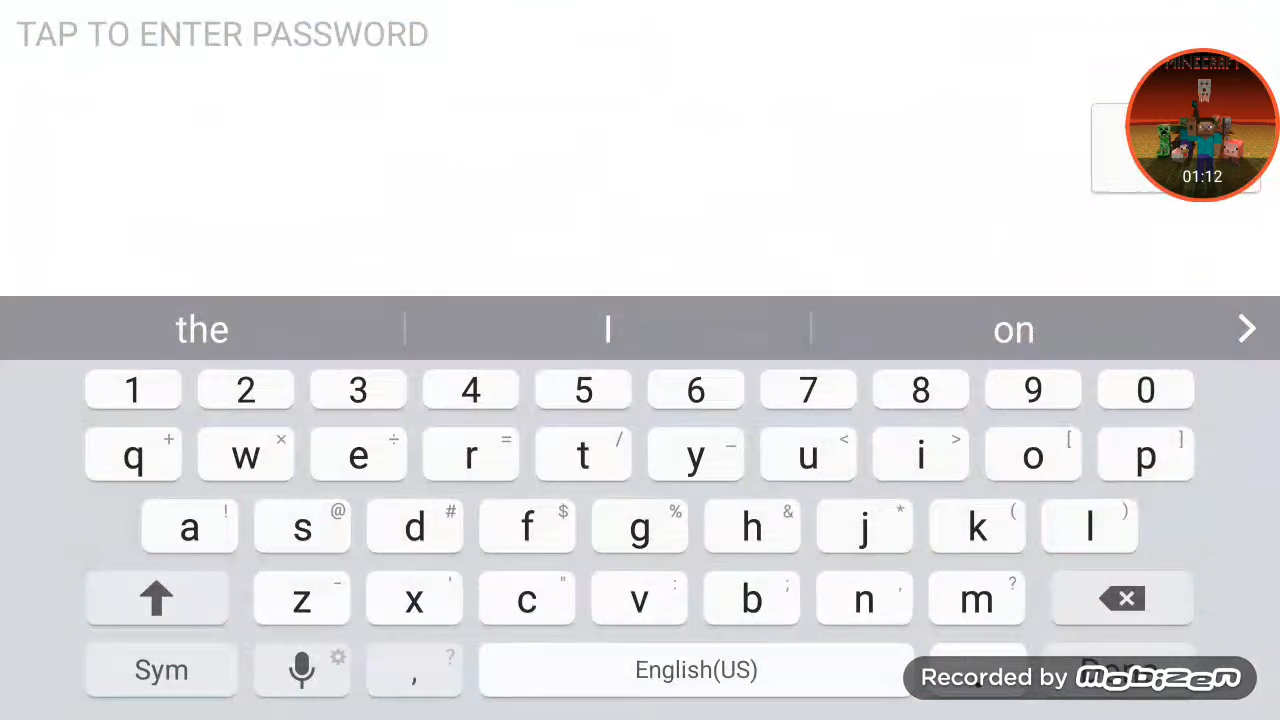 TAP TO ENTER PASSWORD
MINECRAFT
01:12
the I on
1 2 3 4 5 6 7 8 9 0
q + w × e ÷ r = t / y _ u < i > o [ p ]
a ! s @ d # f $ g % h & j * k ( l )
z - x ' c " v : b ; n , m ?
Sym , ? English(US)
Recorded by mobizen